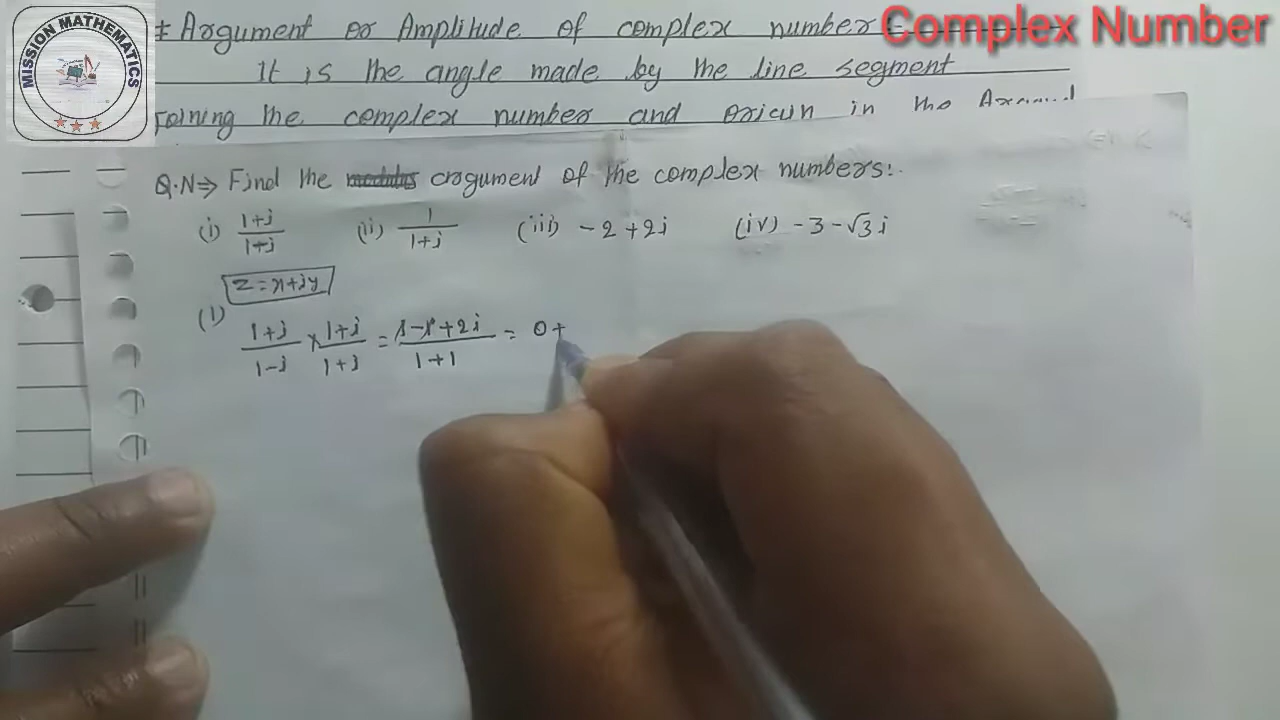 MISSION MATHEMATICS
Complex Number
# Argument or Amplitude of complex number:-
It is the angle made by the line segment
Joining the complex number and origin in the Argand
Q.N⇒ Find the argument of the complex numbers:.
(i) 1+i/1+i (ii) 1/1+i (iii) -2+2i (iv) -3-√3i
z=x+iy
(1) 1+i/1-i × 1+i/1+i = 1-1+2i/1+1 = 0+